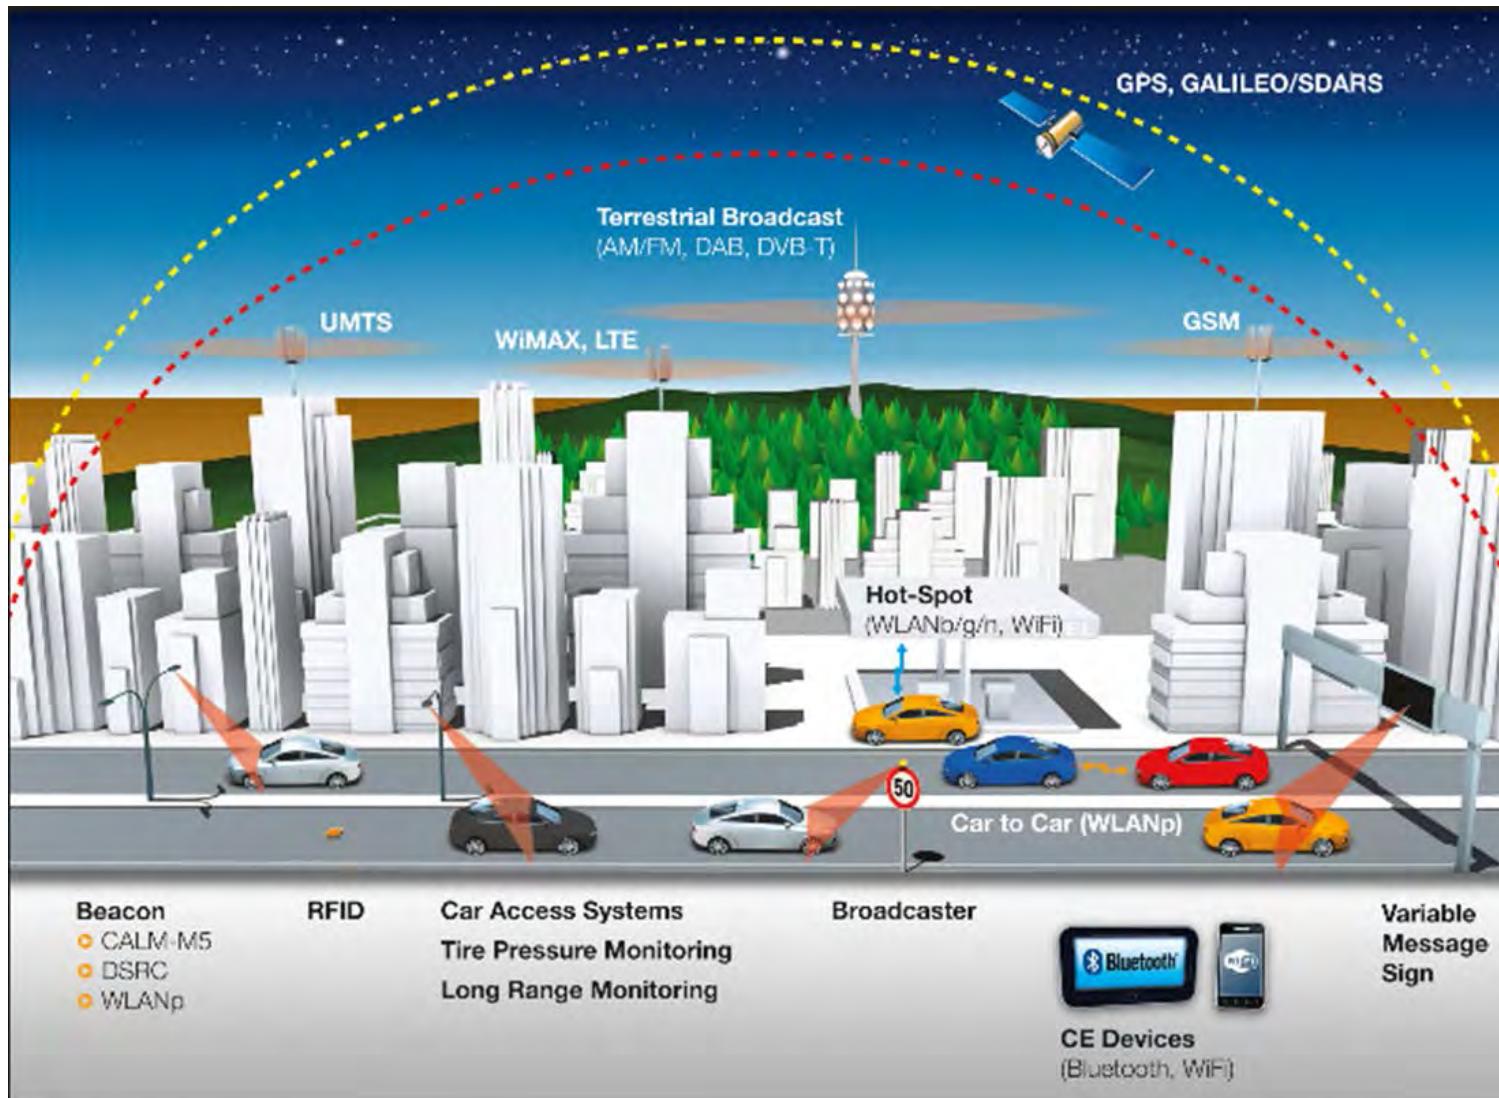 GPS, GALILEO/SDARS
Terrestrial Broadcast
(AM/FM, DAB, DVB-T)
UMTS
WiMAX, LTE
GSM
Hot-Spot
(WLANb/g/n, WiFi)
50
Car to Car (WLANp)
Beacon
CALM-M5
DSRC
WLANp
RFID
Car Access Systems
Tire Pressure Monitoring
Long Range Monitoring
Broadcaster
Bluetooth
WiFi
CE Devices
(Bluetooth, WiFi)
Variable
Message
Sign